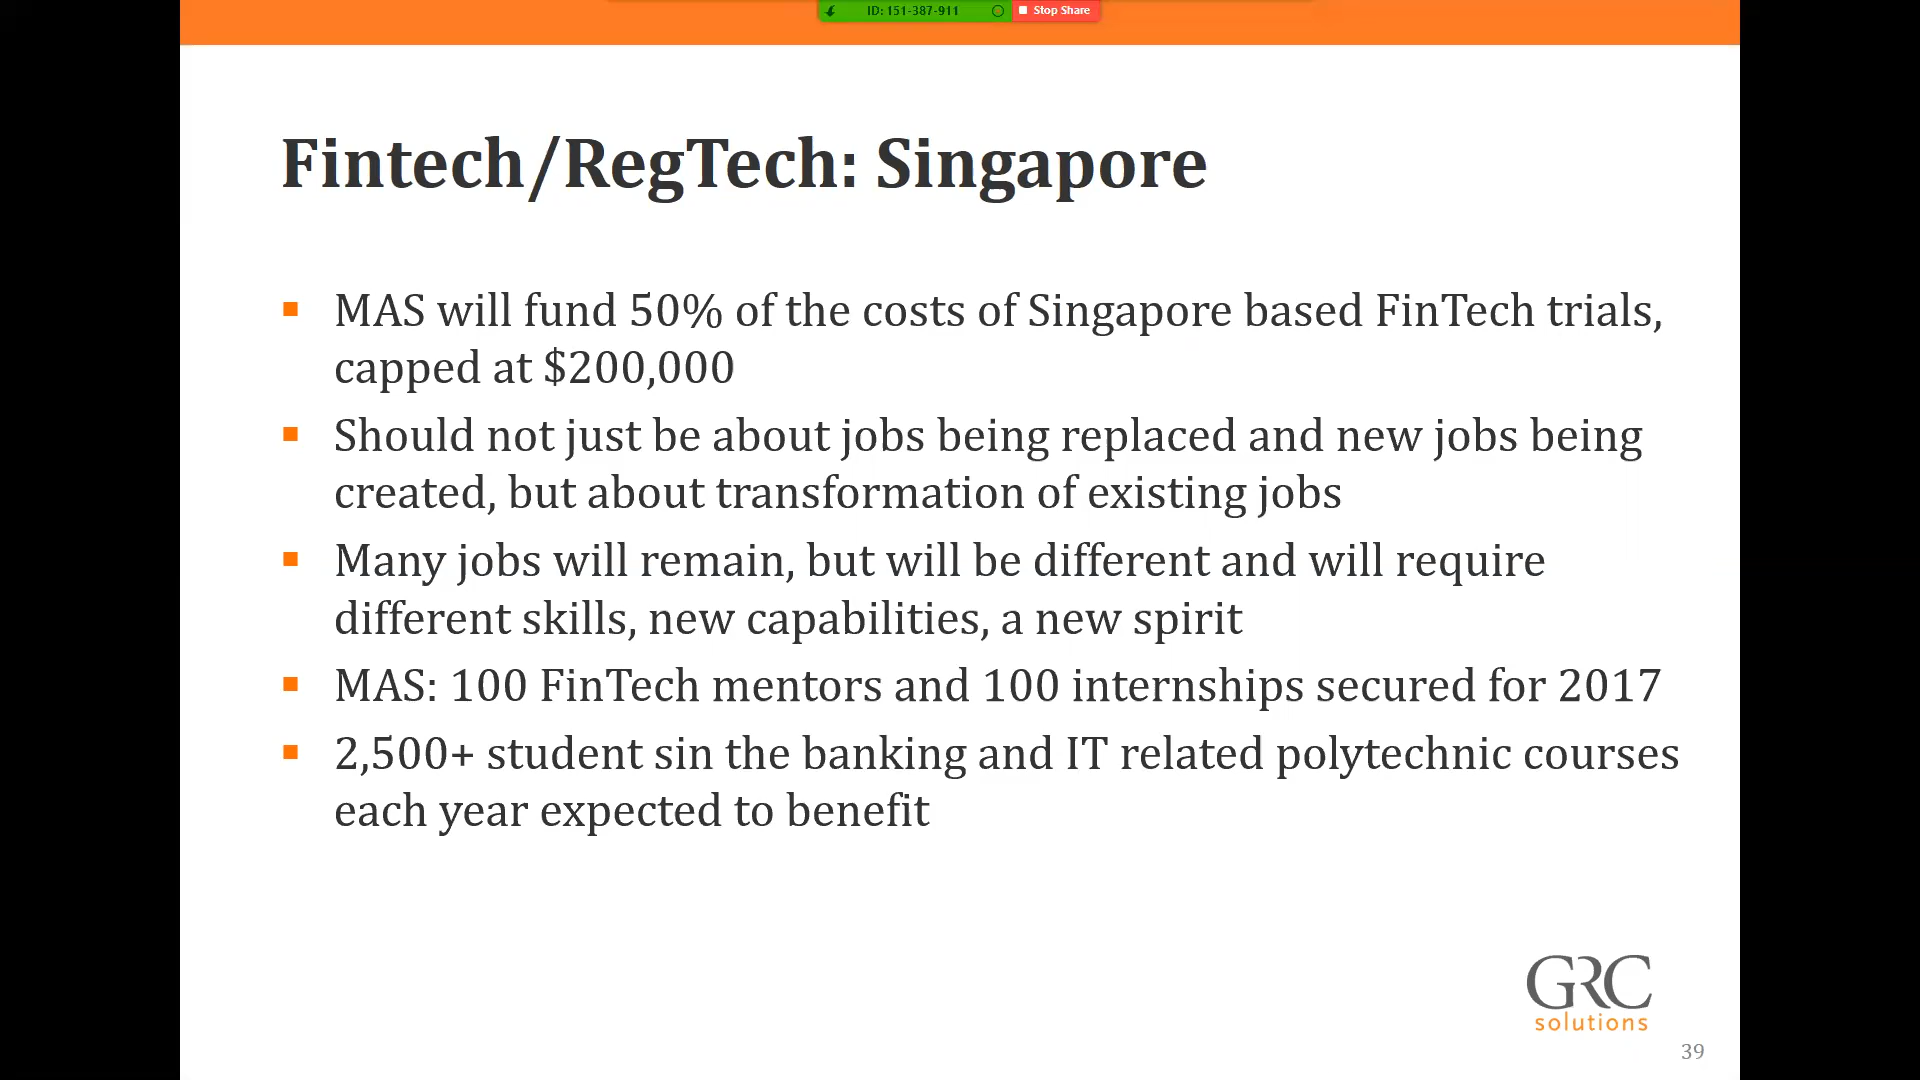 ID: 151-387-911
Stop Share
Fintech/RegTech: Singapore
MAS will fund 50% of the costs of Singapore based FinTech trials,
capped at $200,000
Should not just be about jobs being replaced and new jobs being
created, but about transformation of existing jobs
Many jobs will remain, but will be different and will require
different skills, new capabilities, a new spirit
MAS: 100 FinTech mentors and 100 internships secured for 2017
2,500+ student sin the banking and IT related polytechnic courses
each year expected to benefit
GRC
solutions
39